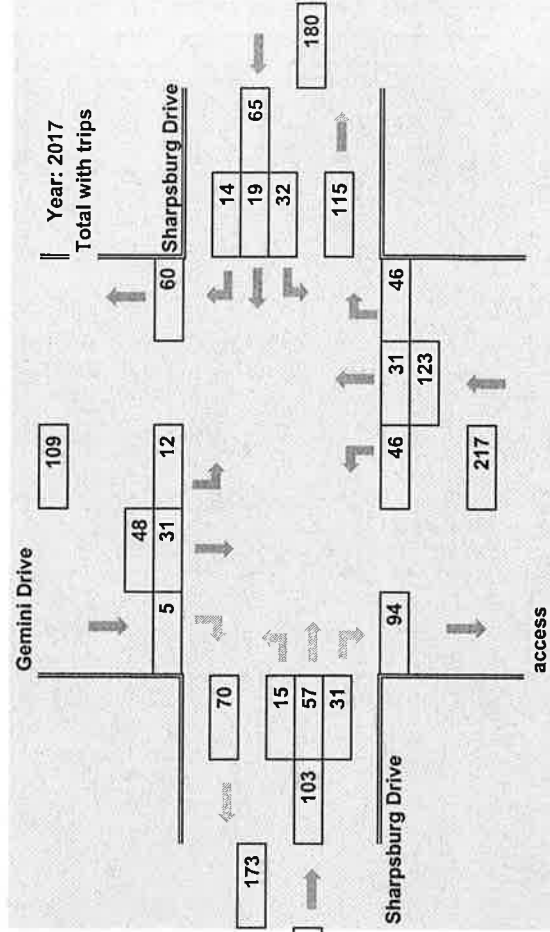 Gemini Drive
Year: 2017
Total with trips
109
Sharpsburg Drive
48
5 31 12
60
14
19 65
32
180
115
70
173
15
103 57
31
Sharpsburg Drive
94
46 31 46
123
217
access